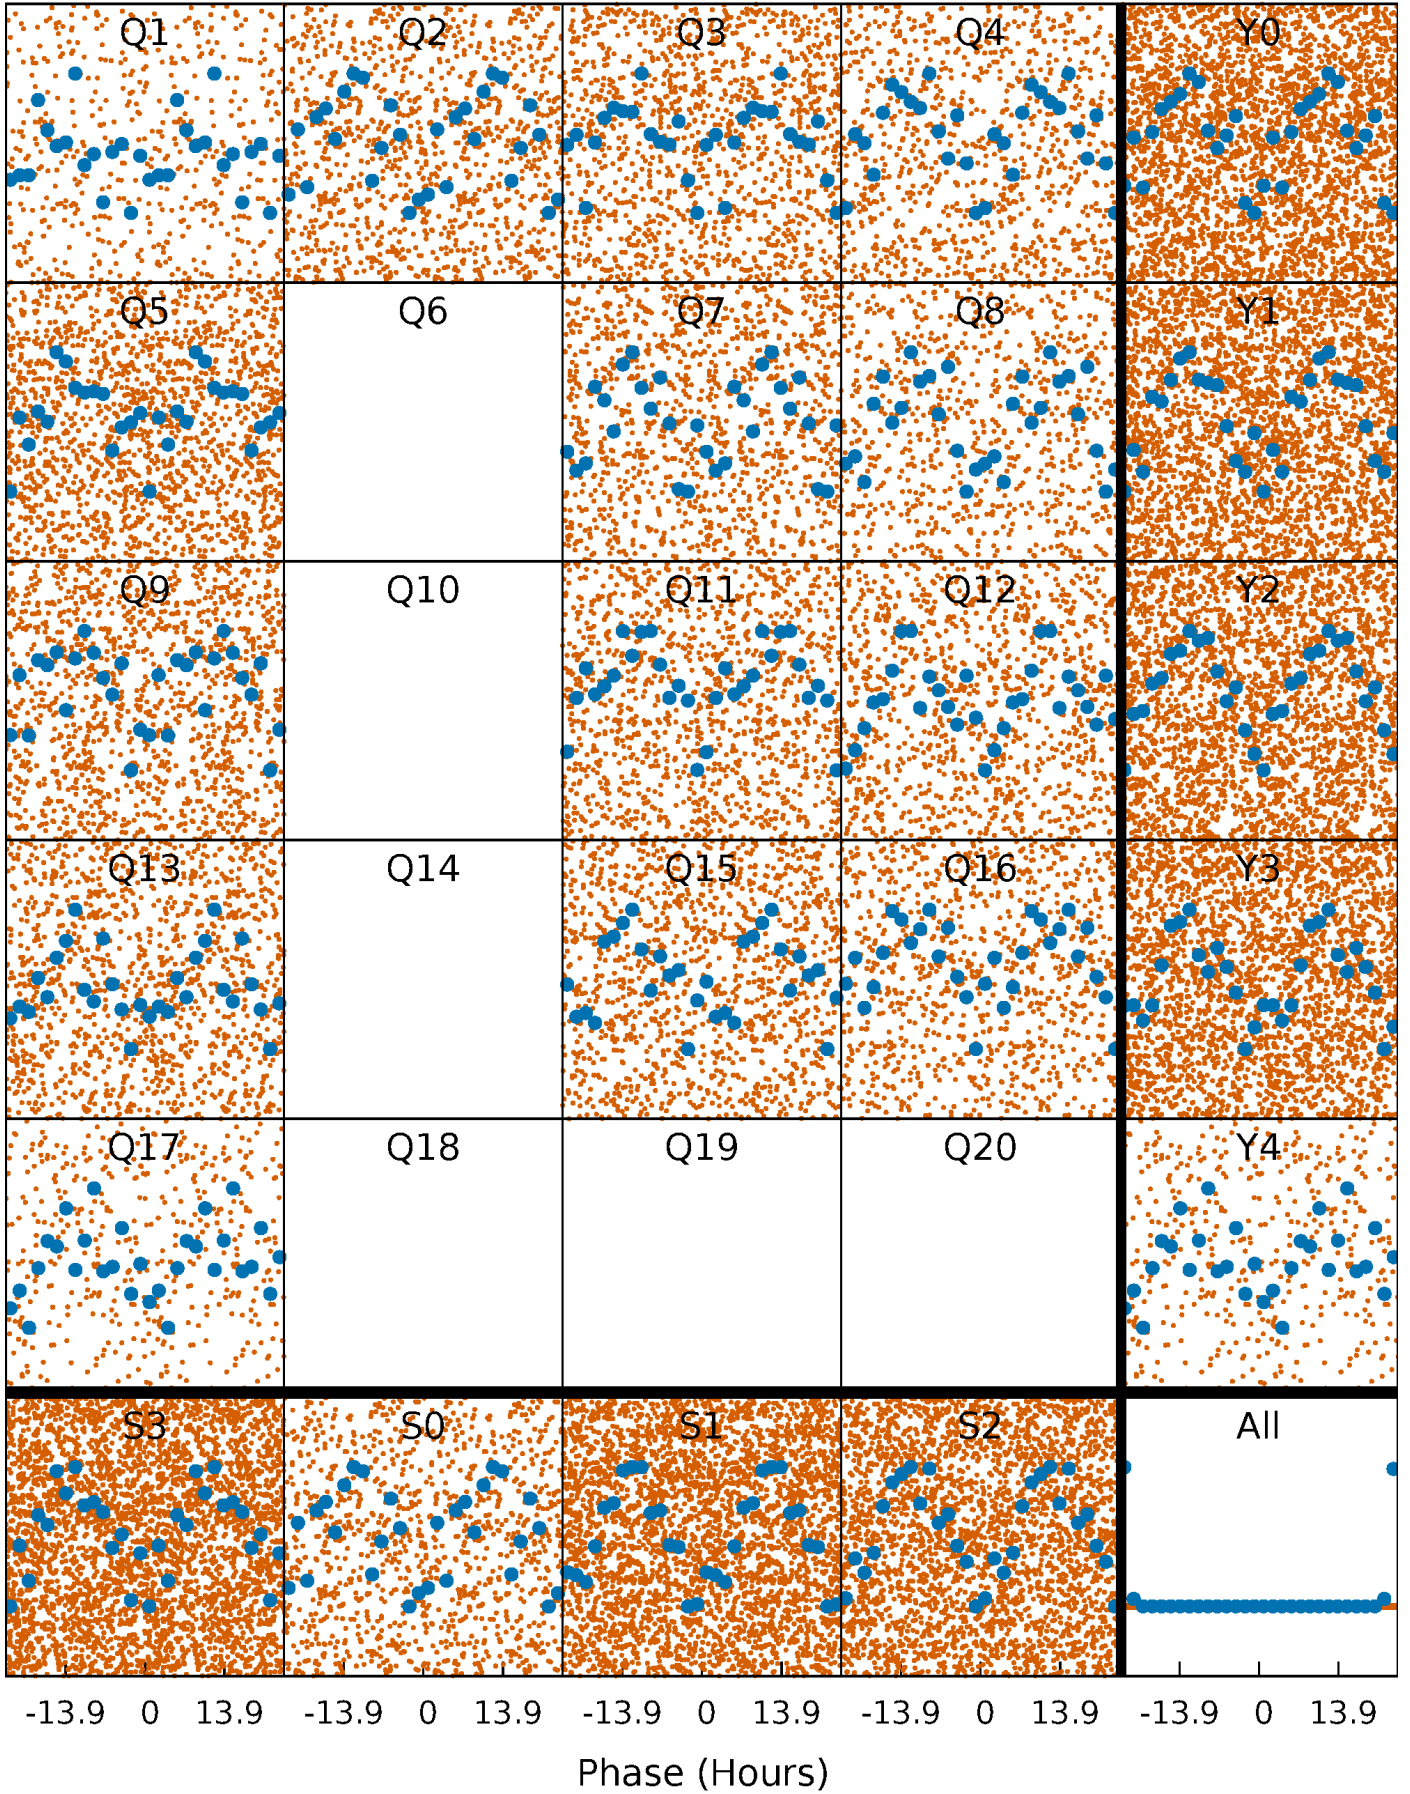 Q1 Q2 Q3 Q4 Y0
Q5 Q6 Q7 Q8 Y1
Q9 Q10 Q11 Q12 Y2
Q13 Q14 Q15 Q16 Y3
Q17 Q18 Q19 Q20 Y4
S3 S0 S1 S2 All
-13.9 0 13.9 -13.9 0 13.9 -13.9 0 13.9 -13.9 0 13.9 -13.9 0 13.9
Phase (Hours)